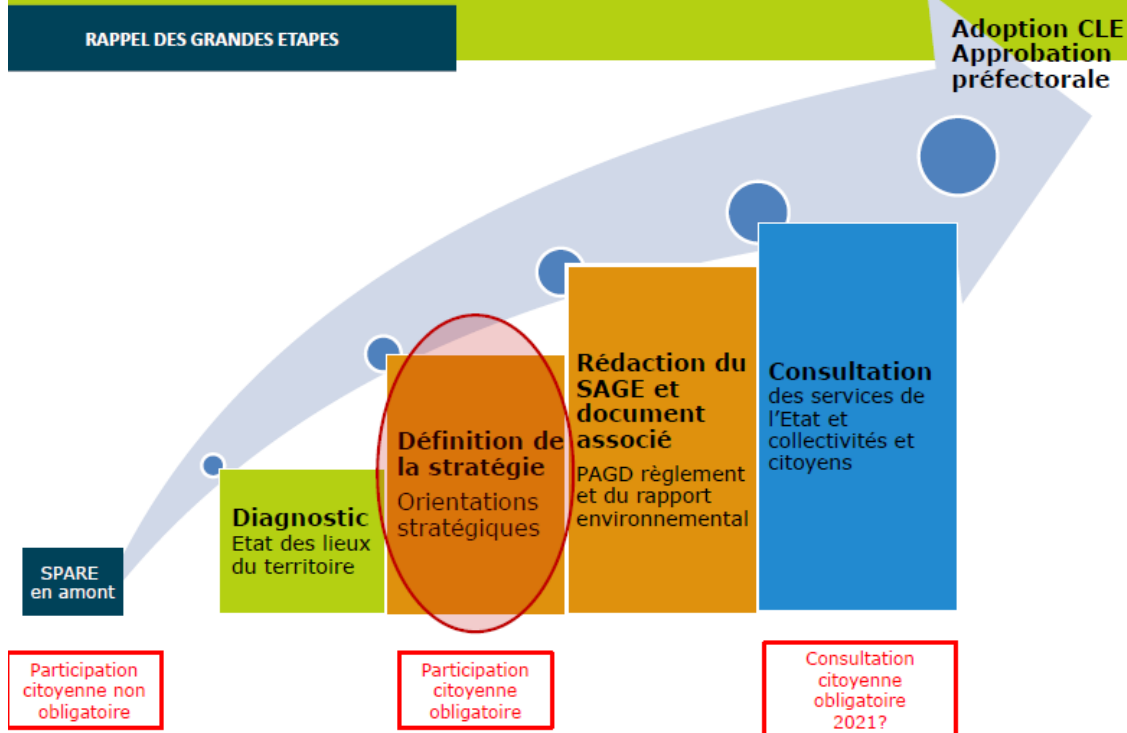 RAPPEL DES GRANDES ETAPES
Adoption CLE
Approbation
préfectorale
SPARE
en amont
Diagnostic
Etat des lieux
du territoire
Définition de
la stratégie
Orientations
stratégiques
Rédaction du
SAGE et
document
associé
PAGD règlement
et du rapport
environnemental
Consultation
des services de
l'Etat et
collectivités et
citoyens
Participation
citoyenne non
obligatoire
Participation
citoyenne
obligatoire
Consultation
citoyenne
obligatoire
2021?